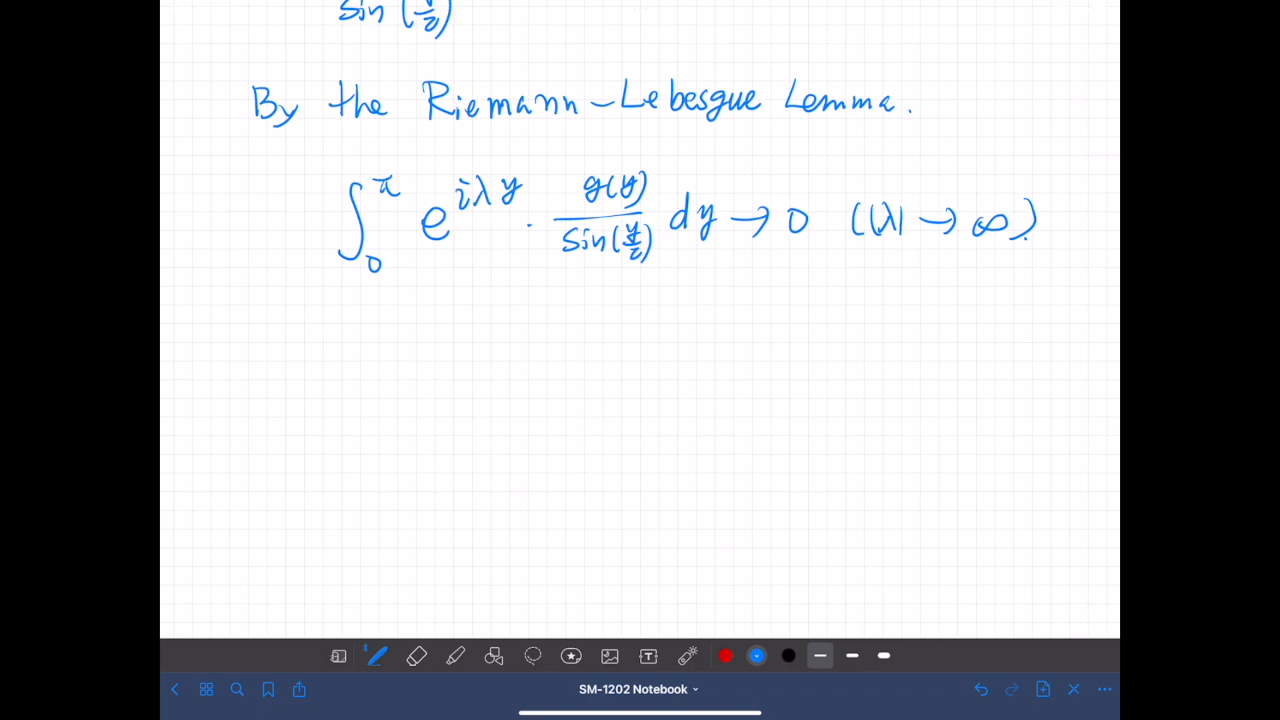 sin (y/2)
By the Riemann-Lebesgue Lemma.
∫₀^π e^{iλy} · g(y)/sin(y/2) dy → 0 (|λ| → ∞)
SM-1202 Notebook